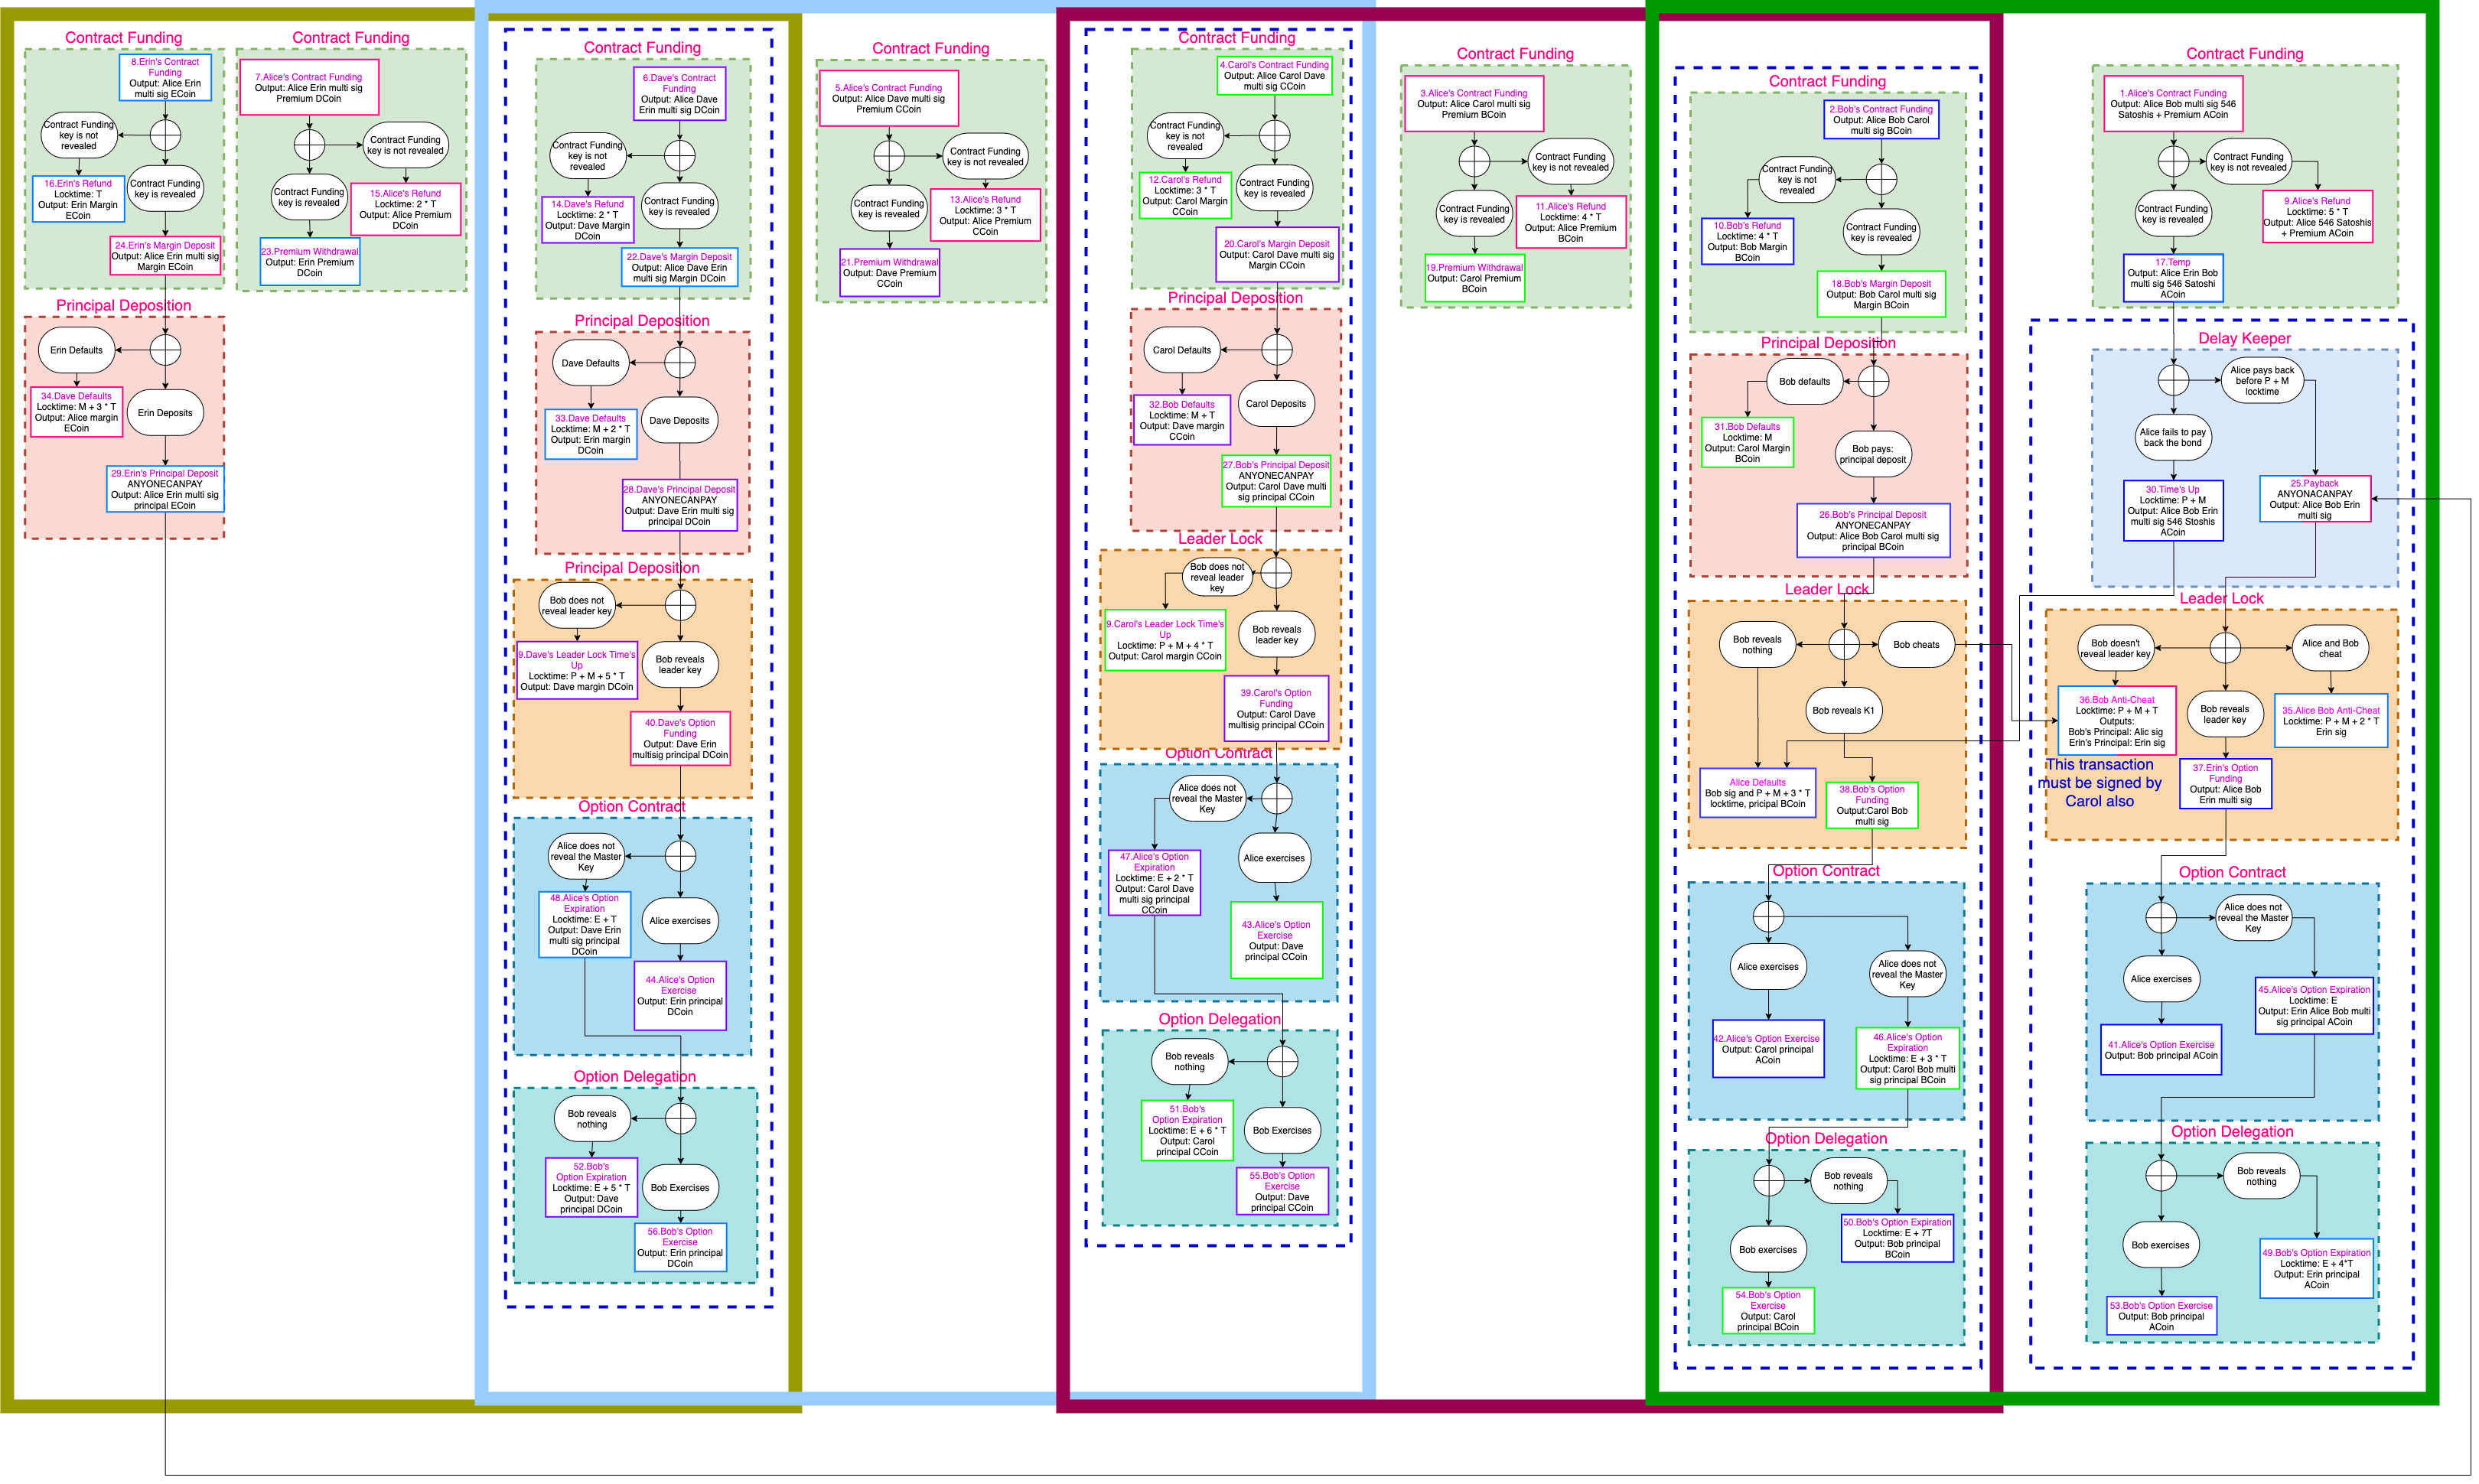 Contract Funding
8.Erin's Contract
Funding
Output: Alice Erin
multi sig ECoin
Contract Funding
key is not
revealed
16.Erin's Refund
Locktime: T
Output: Erin Margin
ECoin
Contract Funding
key is revealed
24.Erin's Margin Deposit
Output: Alice Erin multi sig
Margin ECoin
Principal Deposition
Erin Defaults
34.Dave Defaults
Locktime: M + 3 * T
Output: Alice margin
ECoin
Erin Deposits
29.Erin's Principal Deposit
ANYONECANPAY
Output: Alice Erin multi sig
principal ECoin
Contract Funding
7.Alice's Contract Funding
Output: Alice Erin multi sig
Premium DCoin
Contract Funding
key is not revealed
Contract Funding
key is revealed
15.Alice's Refund
Locktime: 2 * T
Output: Alice Premium
DCoin
23.Premium Withdrawal
Output: Erin Premium
DCoin
Contract Funding
6.Dave's Contract
Funding
Output: Alice Dave
Erin multi sig DCoin
Contract Funding
key is not
revealed
14.Dave's Refund
Locktime: 2 * T
Output: Dave Margin
DCoin
Contract Funding
key is revealed
22.Dave's Margin Deposit
Output: Alice Dave Erin
multi sig Margin DCoin
Principal Deposition
Dave Defaults
33.Dave Defaults
Locktime: M + 2 * T
Output: Erin margin
DCoin
Dave Deposits
28.Dave's Principal Deposit
ANYONECANPAY
Output: Dave Erin multi sig
principal DCoin
Principal Deposition
Bob does not
reveal leader key
9.Dave's Leader Lock Time's
Up
Locktime: P + M + 5 * T
Output: Dave margin DCoin
Bob reveals
leader key
40.Dave's Option
Funding
Output: Dave Erin
multisig principal DCoin
Option Contract
Alice does not
reveal the Master
Key
48.Alice's Option
Expiration
Locktime: E + T
Output: Dave Erin
multi sig principal
DCoin
Alice exercises
44.Alice's Option
Exercise
Output: Erin principal
DCoin
Option Delegation
Bob reveals
nothing
52.Bob's
Option Expiration
Locktime: E + 5 * T
Output: Dave
principal DCoin
Bob Exercises
56.Bob's Option
Exercise
Output: Erin principal
DCoin
Contract Funding
5.Alice's Contract Funding
Output: Alice Dave multi sig
Premium CCoin
Contract Funding
key is not revealed
Contract Funding
key is revealed
13.Alice's Refund
Locktime: 3 * T
Output: Alice Premium
CCoin
21.Premium Withdrawal
Output: Dave Premium
CCoin
Contract Funding
4.Carol's Contract Funding
Output: Alice Carol Dave
multi sig CCoin
Contract Funding
key is not
revealed
12.Carol's Refund
Locktime: 3 * T
Output: Carol Margin
CCoin
Contract Funding
key is revealed
20.Carol's Margin Deposit
Output: Carol Dave multi sig
Margin CCoin
Principal Deposition
Carol Defaults
32.Bob Defaults
Locktime: M + T
Output: Dave margin
CCoin
Carol Deposits
27.Bob's Principal Deposit
ANYONECANPAY
Output: Carol Dave multi
sig principal CCoin
Leader Lock
Bob does not
reveal leader
key
9.Carol's Leader Lock Time's
Up
Locktime: P + M + 4 * T
Output: Carol margin CCoin
Bob reveals
leader key
39.Carol's Option
Funding
Output: Carol Dave
multisig principal CCoin
Option Contract
Alice does not
reveal the Master
Key
47.Alice's Option
Expiration
Locktime: E + 2 * T
Output: Carol Dave
multi sig principal
CCoin
Alice exercises
43.Alice's Option
Exercise
Output: Dave
principal CCoin
Option Delegation
Bob reveals
nothing
51.Bob's
Option Expiration
Locktime: E + 6 * T
Output: Carol
principal CCoin
Bob Exercises
55.Bob's Option
Exercise
Output: Dave
principal CCoin
Contract Funding
3.Alice's Contract Funding
Output: Alice Carol multi sig
Premium BCoin
Contract Funding
key is not revealed
Contract Funding
key is revealed
11.Alice's Refund
Locktime: 4 * T
Output: Alice Premium
BCoin
19.Premium Withdrawal
Output: Carol Premium
BCoin
Contract Funding
2.Bob's Contract Funding
Output: Alice Bob Carol
multi sig BCoin
Contract Funding
key is not
revealed
10.Bob's Refund
Locktime: 4 * T
Output: Bob Margin
BCoin
Contract Funding
key is revealed
18.Bob's Margin Deposit
Output: Bob Carol multi sig
Margin BCoin
Principal Deposition
Bob defaults
31.Bob Defaults
Locktime: M
Output: Carol Margin
BCoin
Bob pays:
principal deposit
26.Bob's Principal Deposit
ANYONECANPAY
Output: Alice Bob Carol multi sig
principal BCoin
Leader Lock
Bob reveals
nothing
Bob cheats
Bob reveals K1
Alice Defaults
Bob sig and P + M + 3 * T
locktime, pricipal BCoin
38.Bob's Option
Funding
Output:Carol Bob
multi sig
Option Contract
Alice exercises
Alice does not
reveal the Master
Key
42.Alice's Option Exercise
Output: Carol principal
ACoin
46.Alice's Option
Expiration
Locktime: E + 3 * T
Output: Carol Bob multi
sig principal BCoin
Option Delegation
Bob reveals
nothing
Bob exercises
50.Bob's Option Expiration
Locktime: E + 7T
Output: Bob principal
BCoin
54.Bob's Option
Exercise
Output: Carol
principal BCoin
Contract Funding
1.Alice's Contract Funding
Output: Alice Bob multi sig 546
Satoshis + Premium ACoin
Contract Funding
key is not revealed
Contract Funding
key is revealed
9.Alice's Refund
Locktime: 5 * T
Output: Alice 546 Satoshis
+ Premium ACoin
17.Temp
Output: Alice Erin Bob
multi sig 546 Satoshi
ACoin
Delay Keeper
Alice pays back
before P + M
locktime
Alice fails to pay
back the bond
30.Time's Up
Locktime: P + M
Output: Alice Bob Erin
multi sig 546 Stoshis
ACoin
25.Payback
ANYONACANPAY
Output: Alice Bob Erin
multi sig
Leader Lock
Bob doesn't
reveal leader key
Alice and Bob
cheat
36.Bob Anti-Cheat
Locktime: P + M + T
Outputs:
Bob's Principal: Alic sig
Erin's Principal: Erin sig
Bob reveals
leader key
35.Alice Bob Anti-Cheat
Locktime: P + M + 2 * T
Erin sig
This transaction
must be signed by
Carol also
37.Erin's Option
Funding
Output: Alice Bob
Erin multi sig
Option Contract
Alice does not
reveal the Master
Key
Alice exercises
45.Alice's Option Expiration
Locktime: E
Output: Erin Alice Bob multi
sig principal ACoin
41.Alice's Option Exercise
Output: Bob principal ACoin
Option Delegation
Bob reveals
nothing
Bob exercises
49.Bob's Option Expiration
Locktime: E + 4*T
Output: Erin principal
ACoin
53.Bob's Option Exercise
Output: Bob principal
ACoin